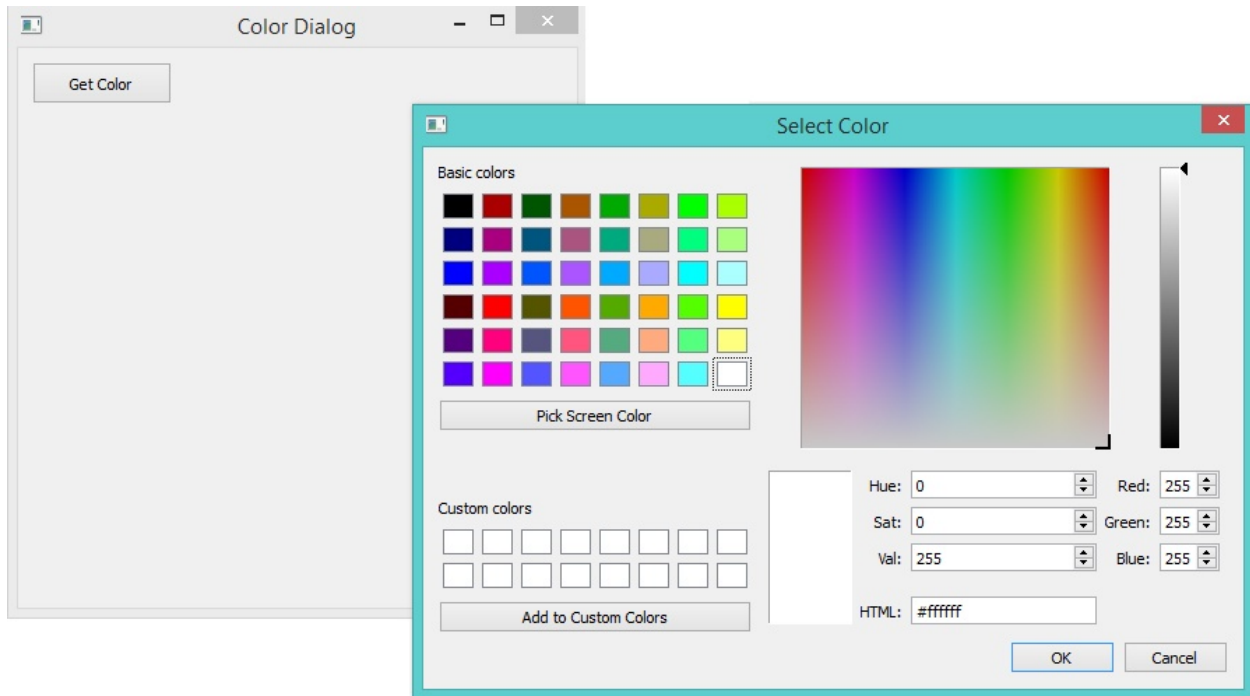 Color Dialog
Get Color
Select Color
Basic colors
Pick Screen Color
Custom colors
Add to Custom Colors
Hue: 0 Red: 255
Sat: 0 Green: 255
Val: 255 Blue: 255
HTML: #ffffff
OK Cancel